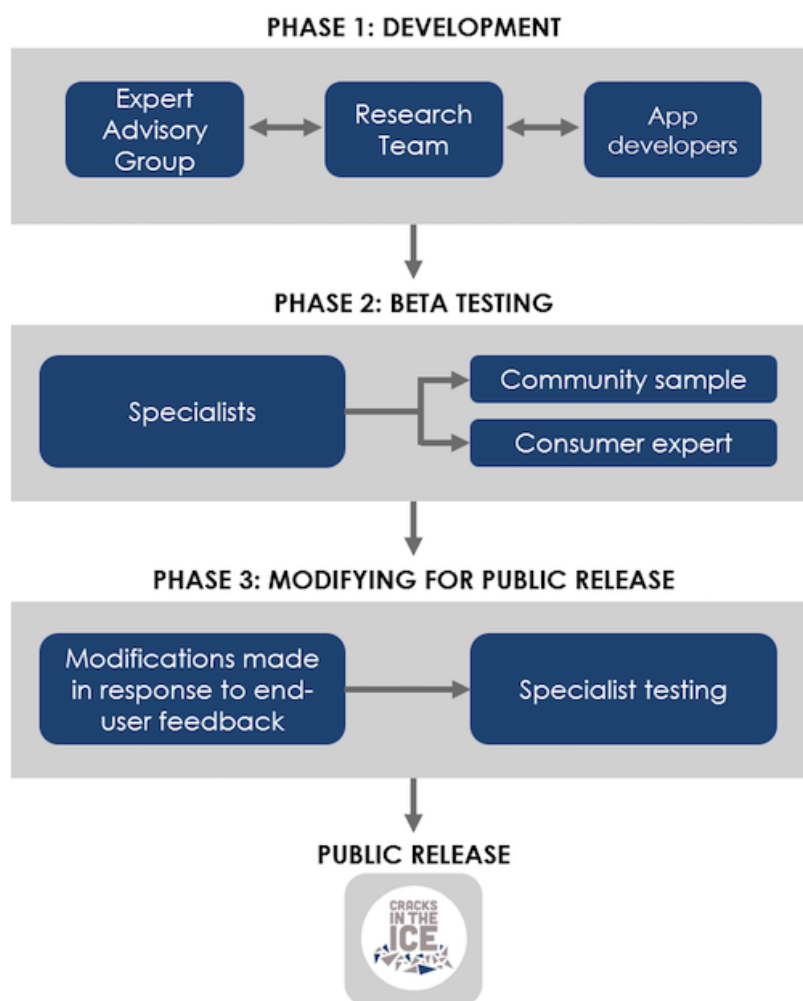 PHASE 1: DEVELOPMENT
Expert
Advisory
Group
Research
Team
App
developers
PHASE 2: BETA TESTING
Specialists
Community sample
Consumer expert
PHASE 3: MODIFYING FOR PUBLIC RELEASE
Modifications made
in response to end-
user feedback
Specialist testing
PUBLIC RELEASE
CRACKS
IN THE
ICE